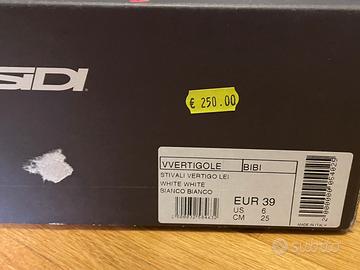 SIDI
€ 250.00
VVERTIGOLE BIBI
STIVALI VERTIGO LEI
WHITE WHITE
BIANCO BIANCO
EUR 39
US 6
CM 25
MADE IN ITALY
subito